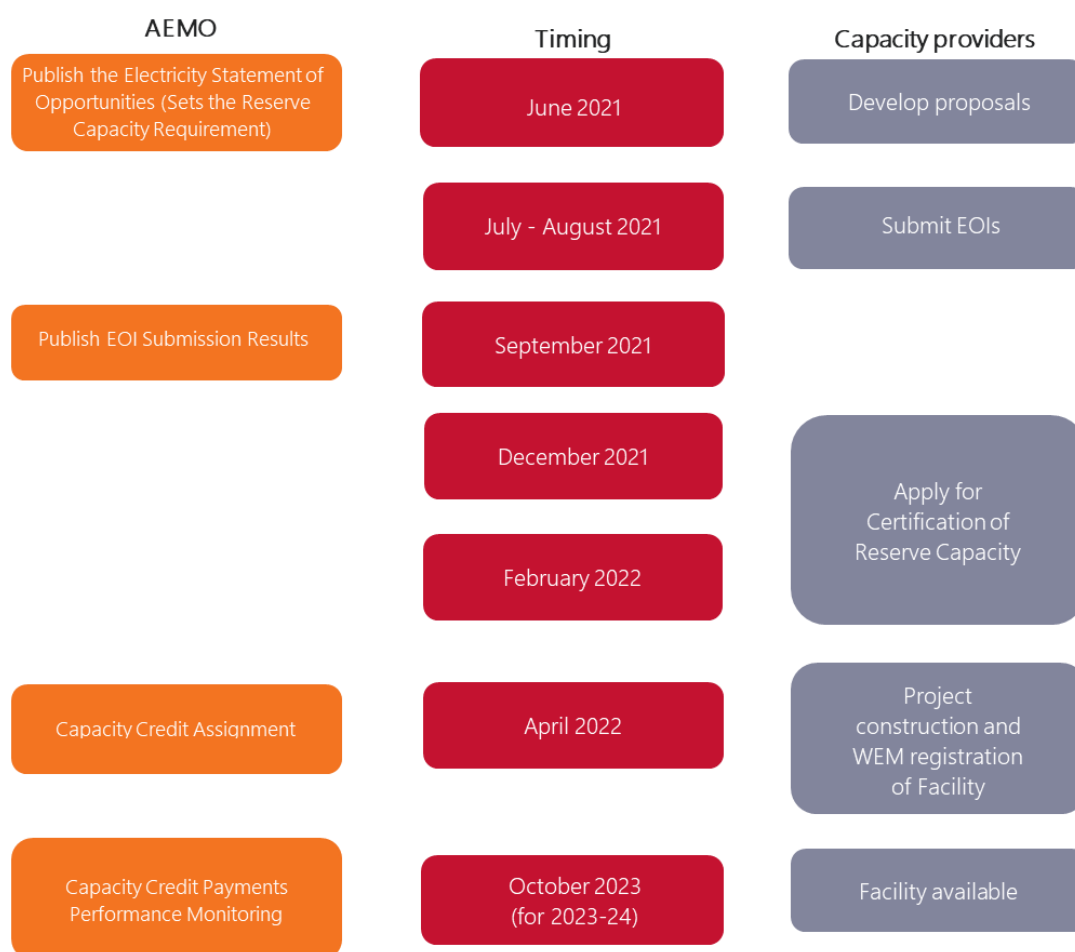 AEMO
Timing
Capacity providers
Publish the Electricity Statement of
Opportunities (Sets the Reserve
Capacity Requirement)
June 2021
Develop proposals
July - August 2021
Submit EOIs
Publish EOI Submission Results
September 2021
December 2021
Apply for
Certification of
Reserve Capacity
February 2022
Capacity Credit Assignment
April 2022
Project
construction and
WEM registration
of Facility
Capacity Credit Payments
Performance Monitoring
October 2023
(for 2023-24)
Facility available